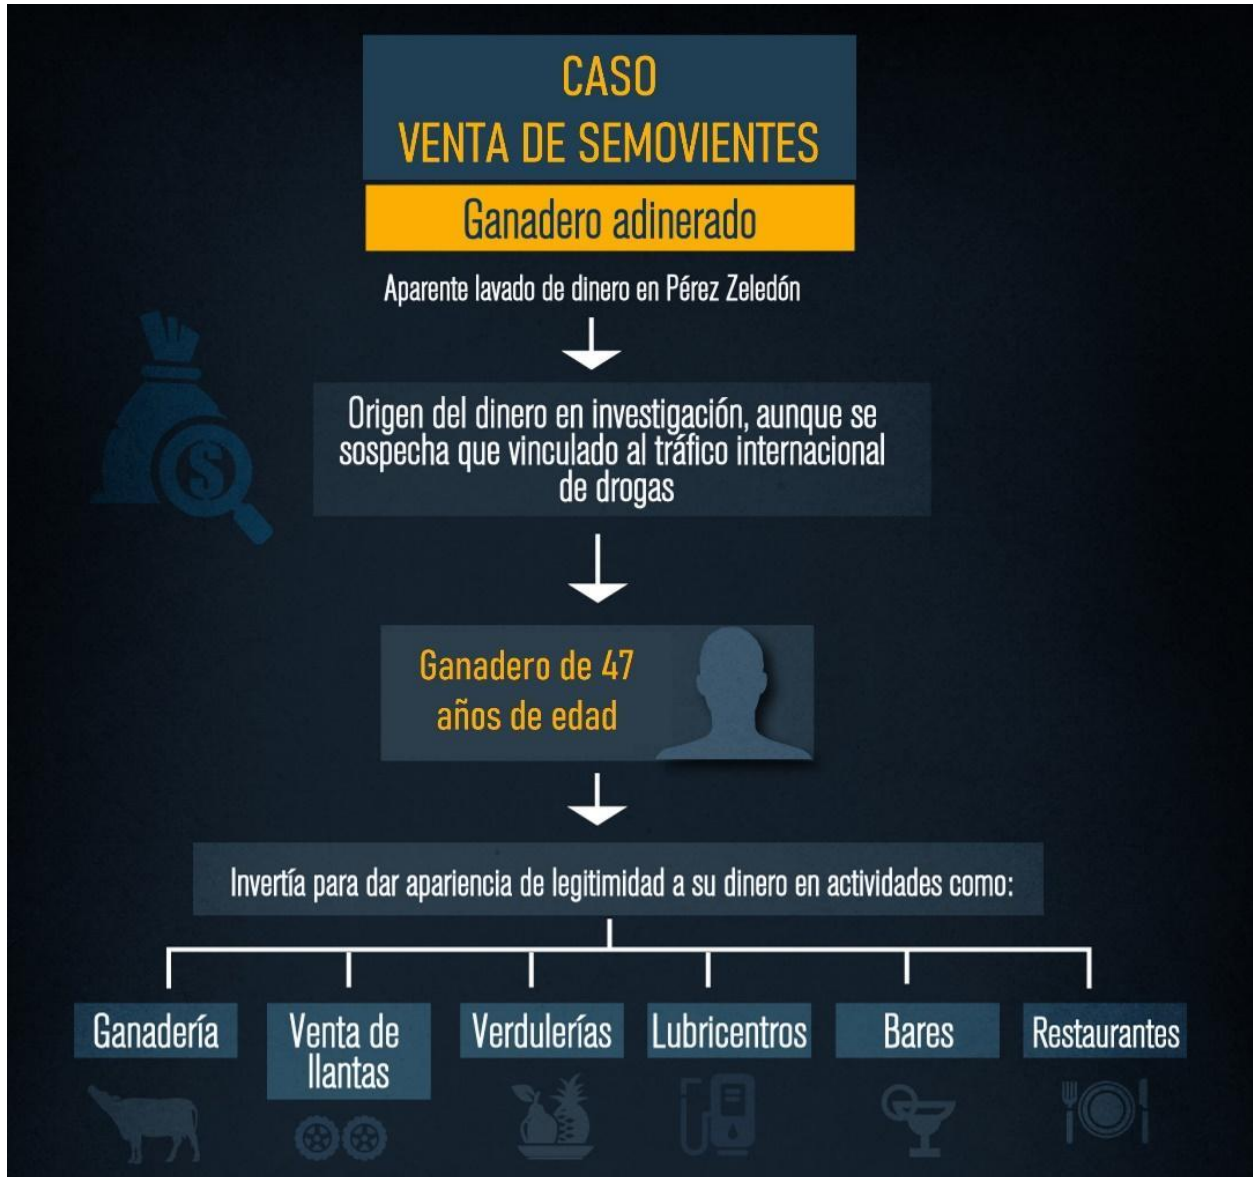 CASO
VENTA DE SEMOVIENTES
Ganadero adinerado
Aparente lavado de dinero en Pérez Zeledón
Origen del dinero en investigación, aunque se
sospecha que vinculado al tráfico internacional
de drogas
$
Ganadero de 47
años de edad
Invertía para dar apariencia de legitimidad a su dinero en actividades como:
Ganadería
Venta de
llantas
Verdulerías
Lubricentros
Bares
Restaurantes